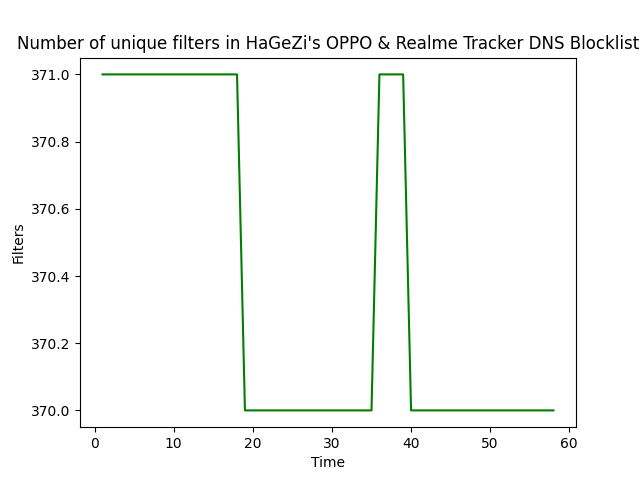 Number of unique filters in HaGeZi's OPPO & Realme Tracker DNS Blocklist
371.0
370.8
370.6
370.4
370.2
370.0
Filters
0 10 20 30 40 50 60
Time